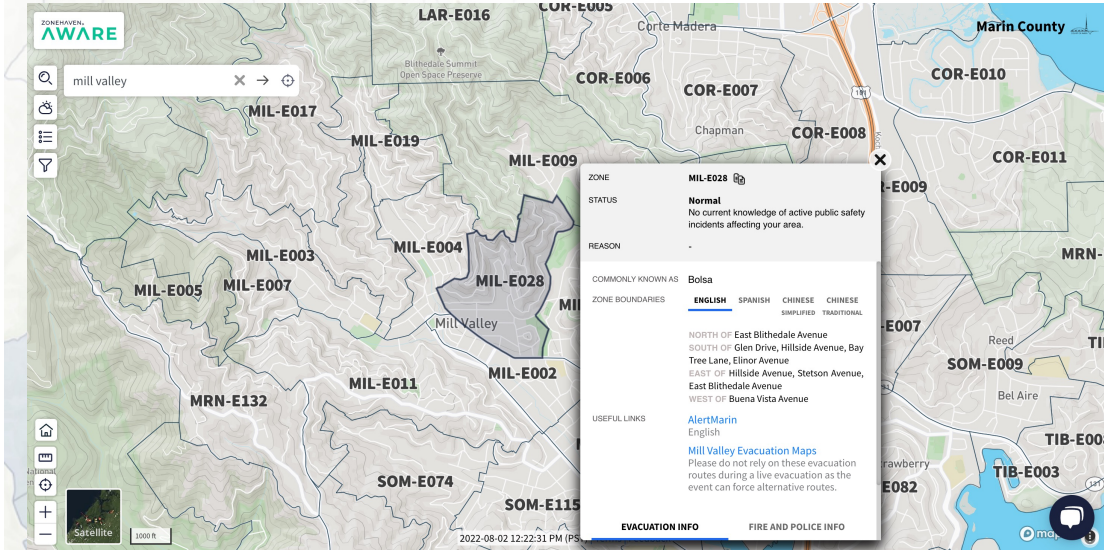 ZONEHAVEN
AWARE
mill valley
LAR-E016
COR-E005
Corte Madera
Marin County
Blithedale Summit
Open Space Preserve
COR-E006
COR-E007
COR-E010
101
MIL-E017
MIL-E019
Chapman
COR-E008
MIL-E009
COR-E011
E-E009
MIL-E003
MIL-E004
MRN-
MIL-E005
MIL-E007
MIL-E028
MIL
Mill Valley
-E007
Reed
TI
SOM-E009
MIL-E011
MIL-E002
Bel Aire
MRN-E132
TIB-E003
TIB-E00
SOM-E074
E082
SOM-E115
131
ZONE
MIL-E028
STATUS
Normal
No current knowledge of active public safety
incidents affecting your area.
REASON
-
COMMONLY KNOWN AS
Bolsa
ZONE BOUNDARIES
ENGLISH SPANISH CHINESE CHINESE
SIMPLIFIED TRADITIONAL
NORTH OF East Blithedale Avenue
SOUTH OF Glen Drive, Hillside Avenue, Bay
Tree Lane, Elinor Avenue
EAST OF Hillside Avenue, Stetson Avenue,
East Blithedale Avenue
WEST OF Buena Vista Avenue
USEFUL LINKS
AlertMarin
English
Mill Valley Evacuation Maps
Please do not rely on these evacuation
routes during a live evacuation as the
event can force alternative routes.
EVACUATION INFO FIRE AND POLICE INFO
Satellite
1000 ft
2022-08-02 12:22:31 PM (PS